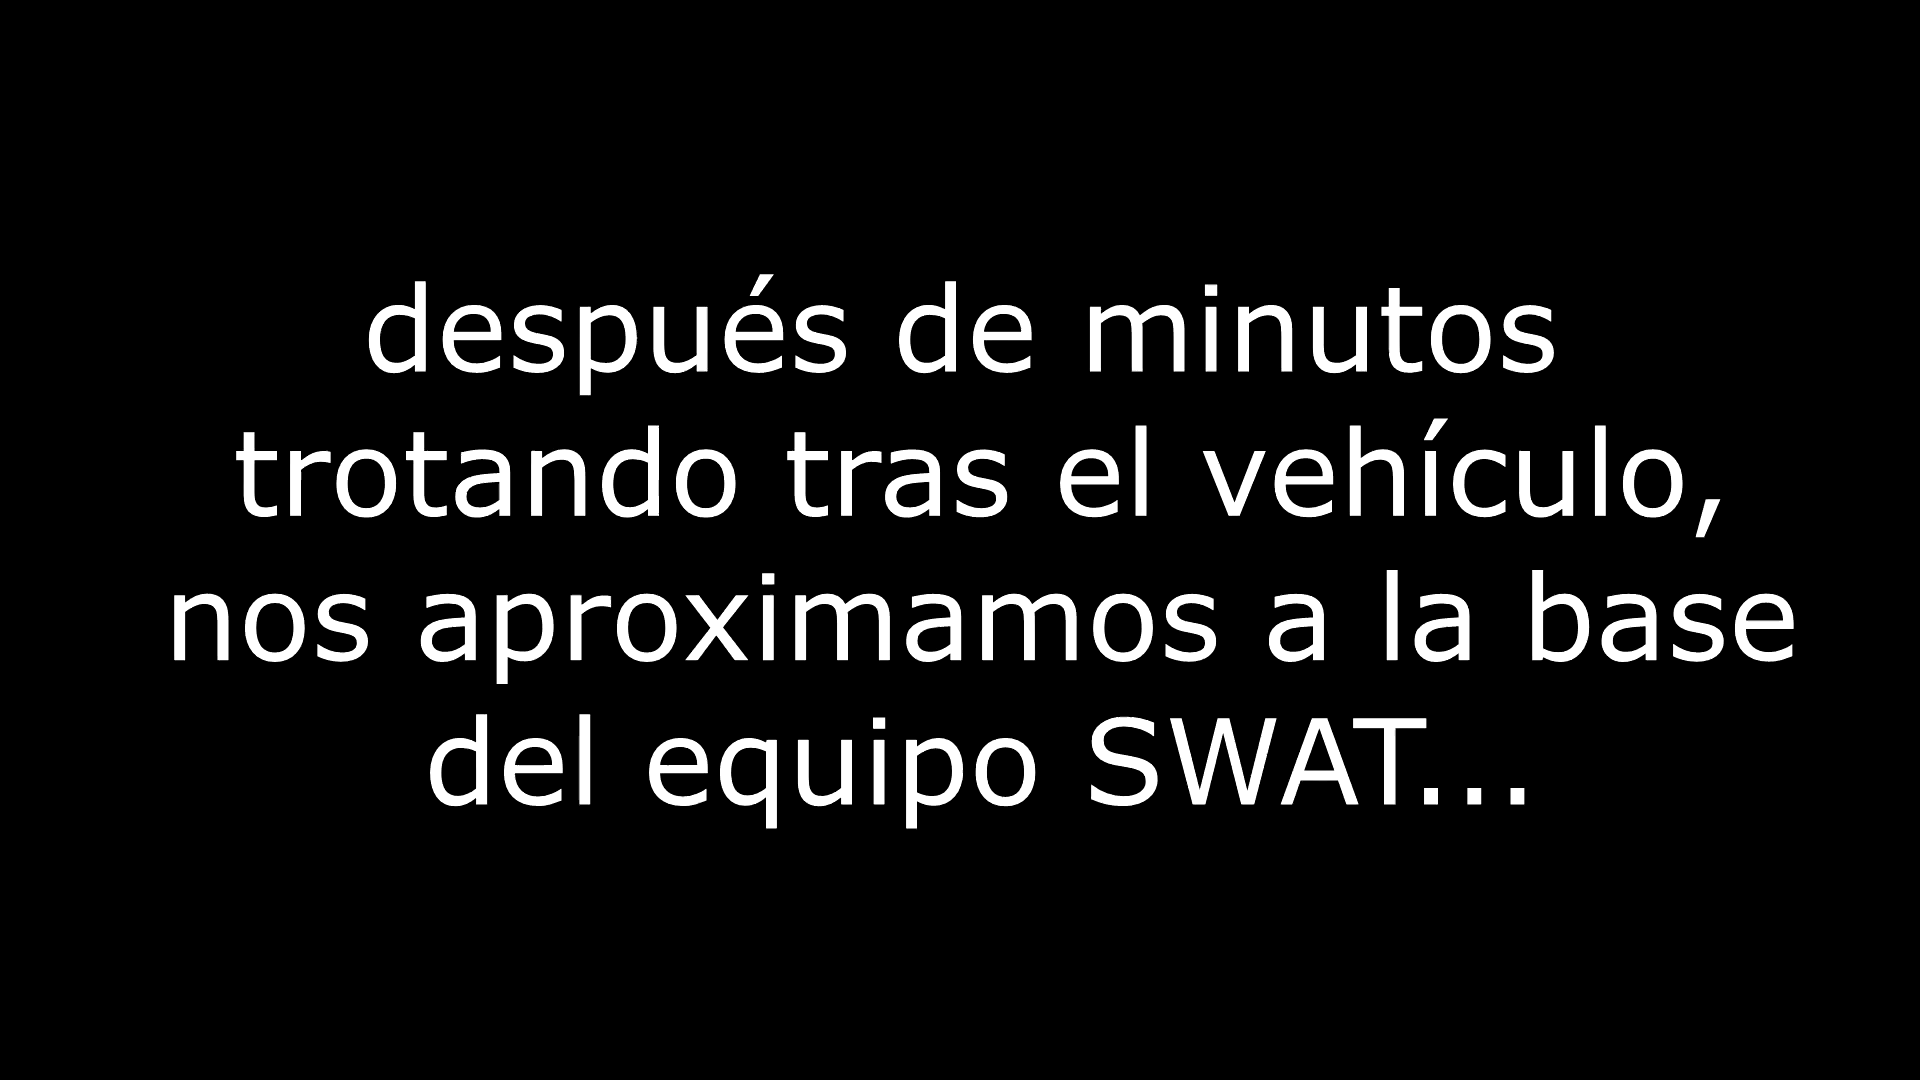 después de minutos
trotando tras el vehículo,
nos aproximamos a la base
del equipo SWAT...